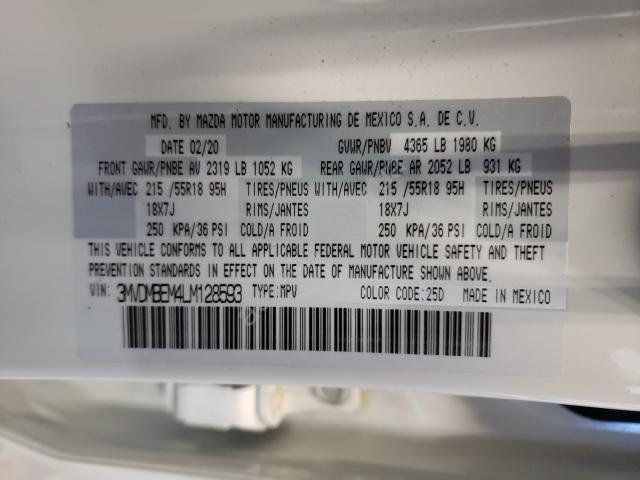 MFD. BY MAZDA MOTOR MANUFACTURING DE MEXICO S.A. DE C.V.
DATE 02/20 GVWR/PNBV 4365 LB 1980 KG
FRONT GAWR/PNBE AV 2319 LB 1052 KG REAR GAWR/PNBE AR 2052 LB 931 KG
WITH/AVEC 215 /55R18 95H TIRES/PNEUS WITH/AVEC 215 /55R18 95H TIRES/PNEUS
18X7J RIMS/JANTES 18X7J RIMS/JANTES
250 KPA/36 PSI COLD/A FROID 250 KPA/36 PSI COLD/A FROID
THIS VEHICLE CONFORMS TO ALL APPLICABLE FEDERAL MOTOR VEHICLE SAFETY AND THEFT
PREVENTION STANDARDS IN EFFECT ON THE DATE OF MANUFACTURE SHOWN ABOVE.
VIN: 3MVDMBEM4LM128593 TYPE:MPV COLOR CODE:25D MADE IN MEXICO